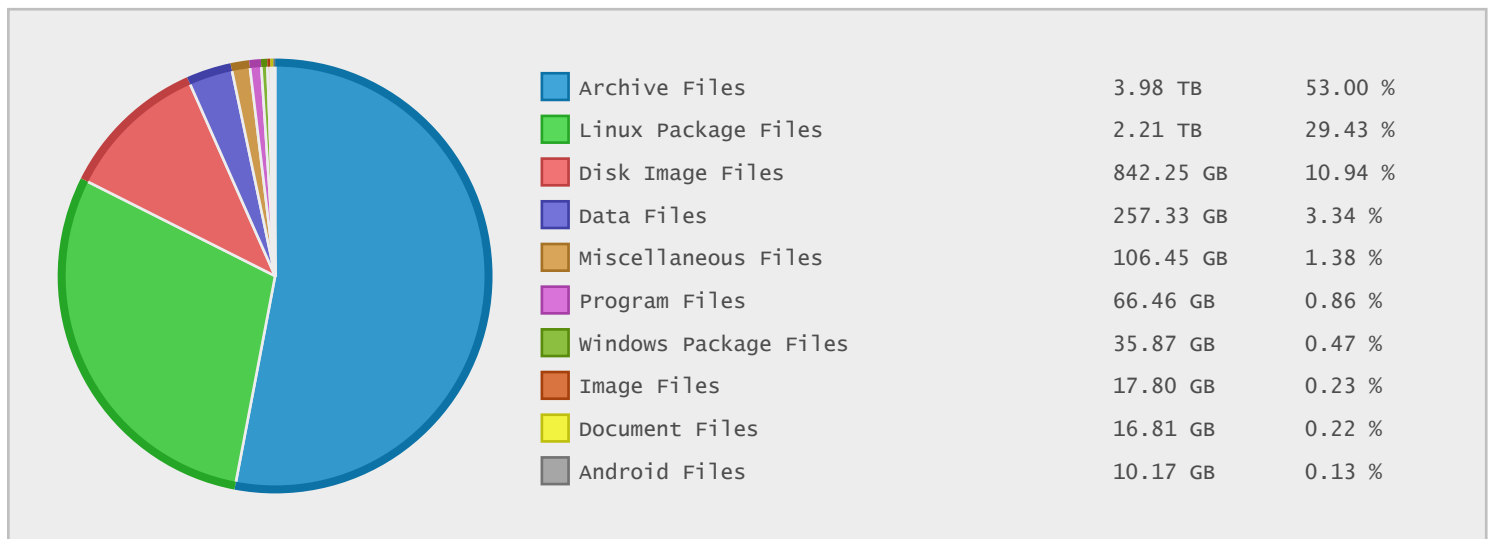 Archive Files 3.98 TB 53.00 %
Linux Package Files 2.21 TB 29.43 %
Disk Image Files 842.25 GB 10.94 %
Data Files 257.33 GB 3.34 %
Miscellaneous Files 106.45 GB 1.38 %
Program Files 66.46 GB 0.86 %
Windows Package Files 35.87 GB 0.47 %
Image Files 17.80 GB 0.23 %
Document Files 16.81 GB 0.22 %
Android Files 10.17 GB 0.13 %